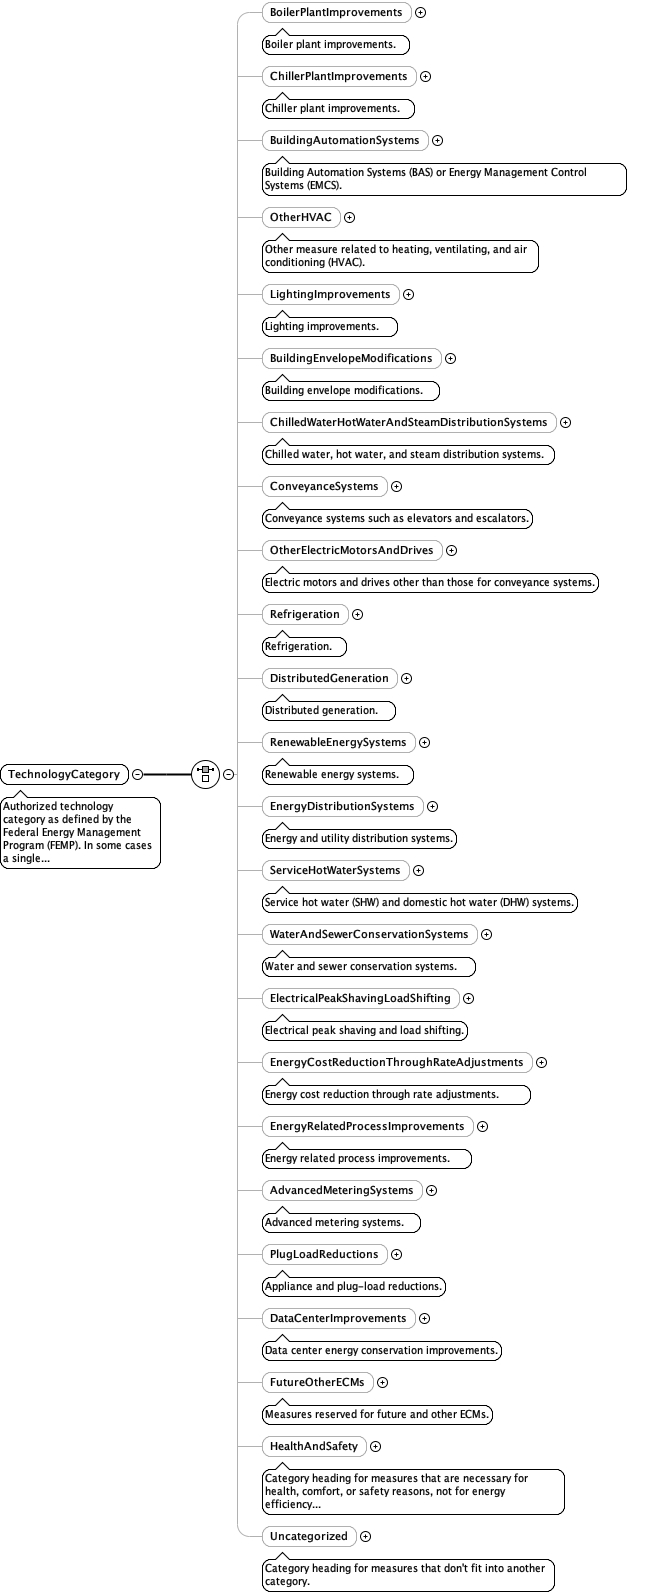 BoilerPlantImprovements
Boiler plant improvements.
ChillerPlantImprovements
Chiller plant improvements.
BuildingAutomationSystems
Building Automation Systems (BAS) or Energy Management Control
Systems (EMCS).
OtherHVAC
Other measure related to heating, ventilating, and air
conditioning (HVAC).
LightingImprovements
Lighting improvements.
BuildingEnvelopeModifications
Building envelope modifications.
ChilledWaterHotWaterAndSteamDistributionSystems
Chilled water, hot water, and steam distribution systems.
ConveyanceSystems
Conveyance systems such as elevators and escalators.
OtherElectricMotorsAndDrives
Electric motors and drives other than those for conveyance systems.
Refrigeration
Refrigeration.
DistributedGeneration
Distributed generation.
RenewableEnergySystems
Renewable energy systems.
TechnologyCategory
Authorized technology
category as defined by the
Federal Energy Management
Program (FEMP). In some cases
a single...
EnergyDistributionSystems
Energy and utility distribution systems.
ServiceHotWaterSystems
Service hot water (SHW) and domestic hot water (DHW) systems.
WaterAndSewerConservationSystems
Water and sewer conservation systems.
ElectricalPeakShavingLoadShifting
Electrical peak shaving and load shifting.
EnergyCostReductionThroughRateAdjustments
Energy cost reduction through rate adjustments.
EnergyRelatedProcessImprovements
Energy related process improvements.
AdvancedMeteringSystems
Advanced metering systems.
PlugLoadReductions
Appliance and plug-load reductions.
DataCenterImprovements
Data center energy conservation improvements.
FutureOtherECMs
Measures reserved for future and other ECMs.
HealthAndSafety
Category heading for measures that are necessary for
health, comfort, or safety reasons, not for energy
efficiency...
Uncategorized
Category heading for measures that don't fit into another
category.